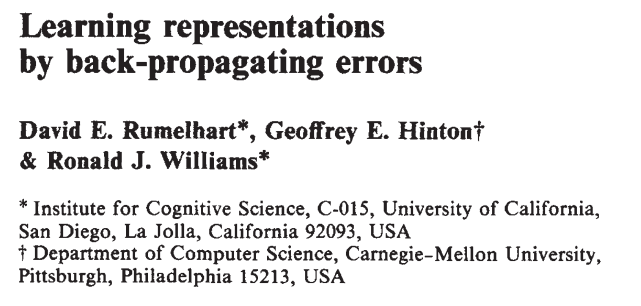 Learning representations
by back-propagating errors
David E. Rumelhart*, Geoffrey E. Hinton†
& Ronald J. Williams*
* Institute for Cognitive Science, C-015, University of California,
San Diego, La Jolla, California 92093, USA
† Department of Computer Science, Carnegie-Mellon University,
Pittsburgh, Philadelphia 15213, USA